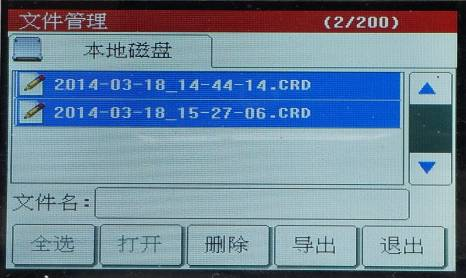 文件管理 (2/200)
本地磁盘
2014-03-18_14-44-14.CRD
2014-03-18_15-27-06.CRD
文件名:
全选 打开 删除 导出 退出